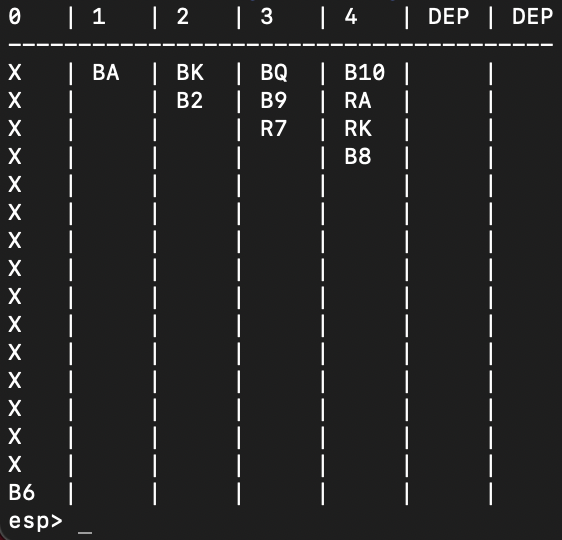 0 | 1 | 2 | 3 | 4 | DEP | DEP
---------------------------------------
X | BA | BK | BQ | B10 | |
X | | B2 | B9 | RA | |
X | | | R7 | RK | |
X | | | | B8 | |
X | | | | | |
X | | | | | |
X | | | | | |
X | | | | | |
X | | | | | |
X | | | | | |
X | | | | | |
X | | | | | |
X | | | | | |
X | | | | | |
X | | | | | |
B6 | | | | | |
esp> _